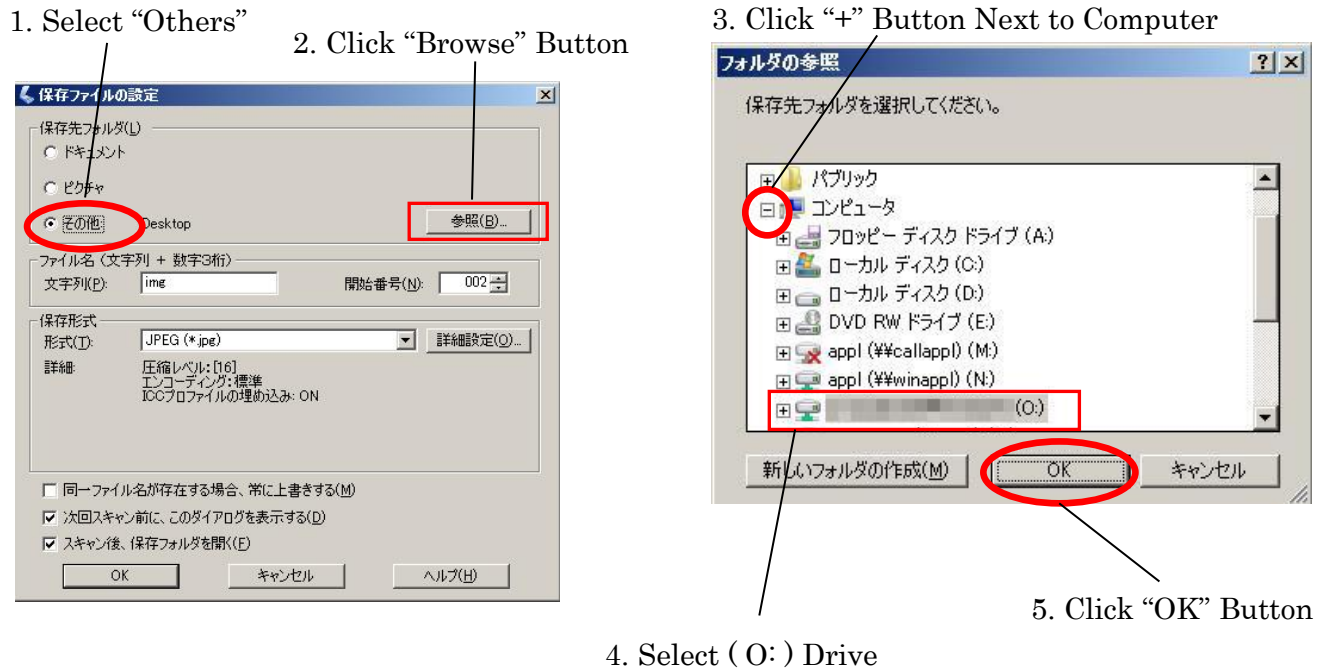 1. Select “Others”
2. Click “Browse” Button
3. Click “+” Button Next to Computer
保存ファイルの設定
保存先フォルダ(L)
ドキュメント
ピクチャ
その他:
Desktop
参照(B)...
ファイル名 (文字列 + 数字3桁)
文字列(P):
img
開始番号(N):
002
保存形式
形式(T):
JPEG (*.jpg)
詳細設定(O)...
詳細:
圧縮レベル:[16]
エンコーディング:標準
ICCプロファイルの埋め込み: ON
同一ファイル名が存在する場合、常に上書きする(M)
次回スキャン前に、このダイアログを表示する(D)
スキャン後、保存フォルダを開く(F)
OK
キャンセル
ヘルプ(H)
フォルダの参照
保存先フォルダを選択してください。
パブリック
コンピュータ
フロッピー ディスク ドライブ (A:)
ローカル ディスク (C:)
ローカル ディスク (D:)
DVD RW ドライブ (E:)
appl (¥¥callappl) (M:)
appl (¥¥winappl) (N:)
(O:)
新しいフォルダの作成(M)
OK
キャンセル
5. Click “OK” Button
4. Select ( O: ) Drive